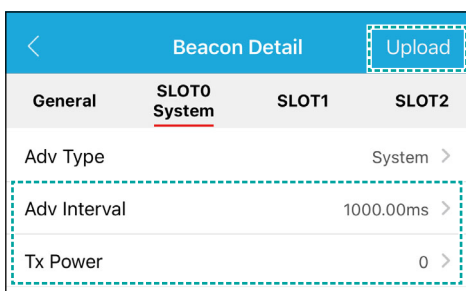 Beacon Detail Upload
General SLOT0 System SLOT1 SLOT2
Adv Type System
Adv Interval 1000.00ms
Tx Power 0